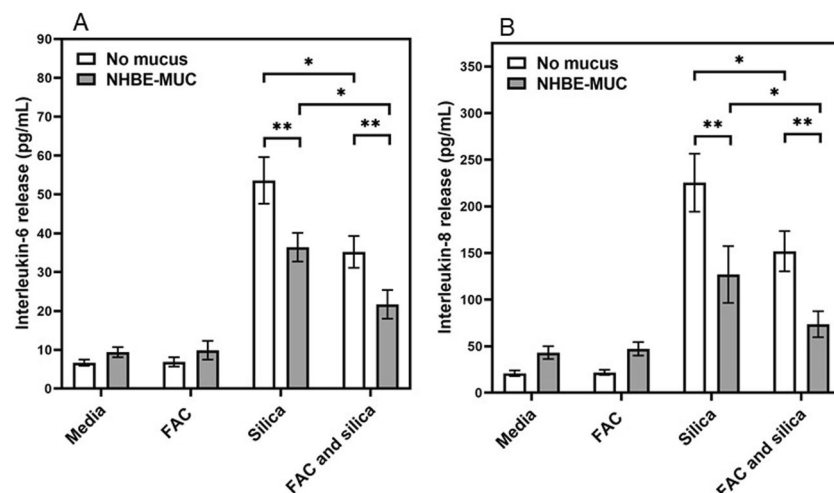 A
Interleukin-6 release (pg/mL)
90
80
70
60
50
40
30
20
10
0
No mucus
NHBE-MUC
*
*
**
**
Media
FAC
Silica
FAC and silica
B
Interleukin-8 release (pg/mL)
350
300
250
200
150
100
50
0
No mucus
NHBE-MUC
*
*
**
**
Media
FAC
Silica
FAC and silica